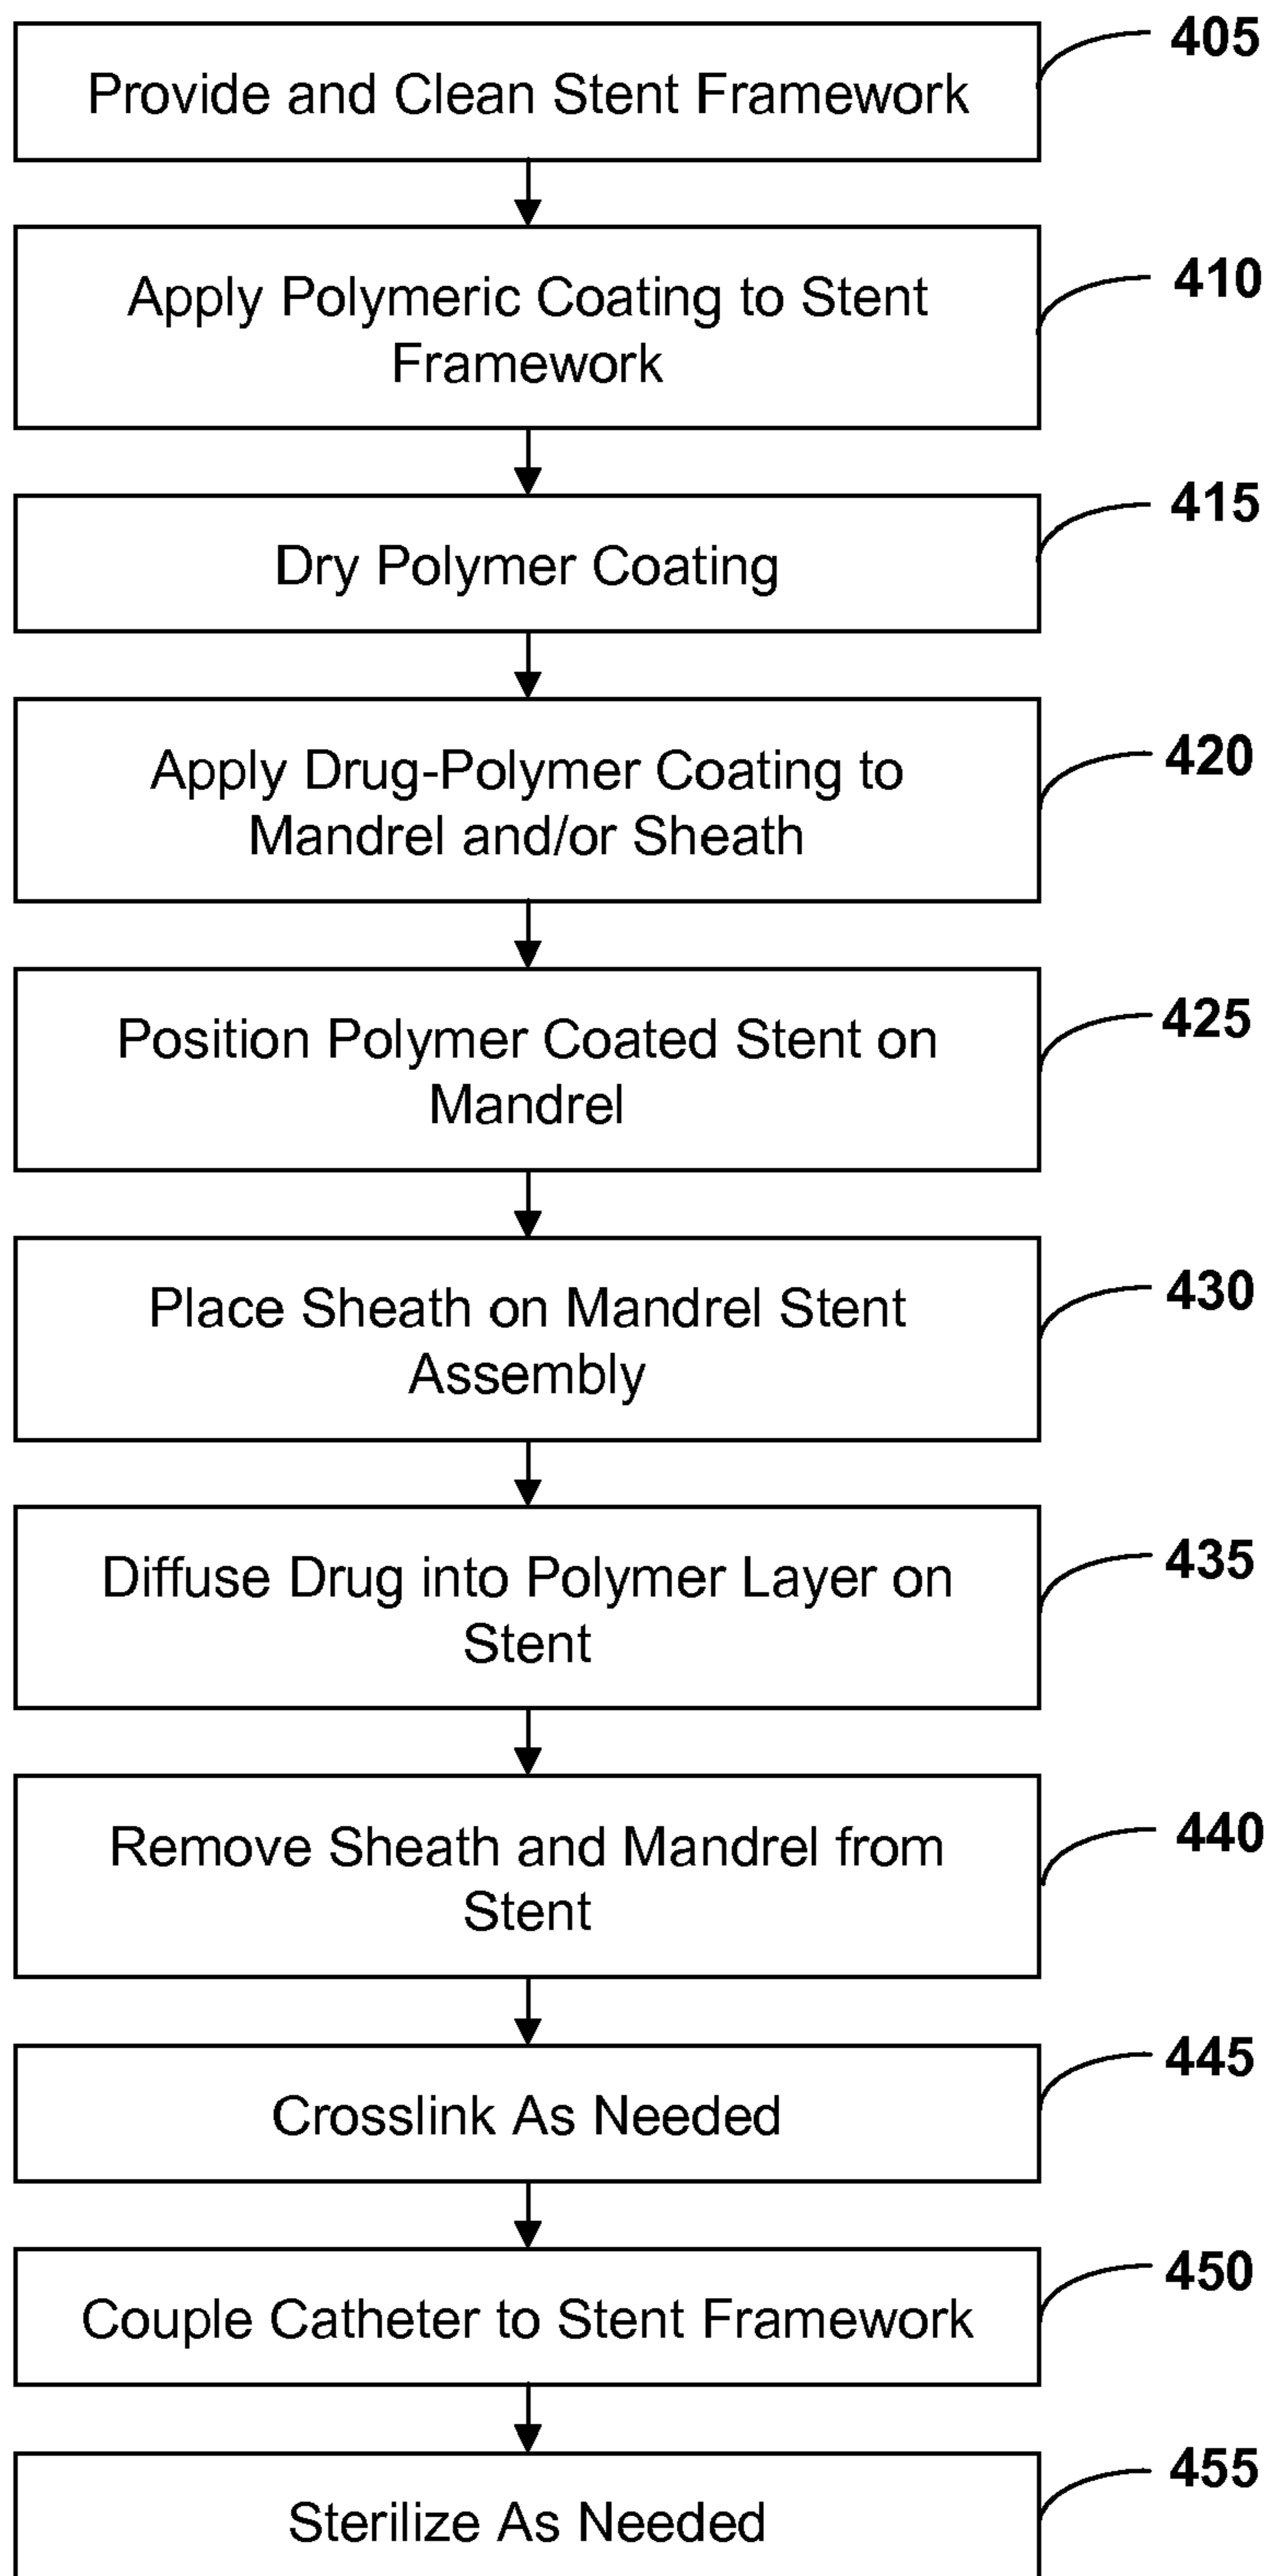 Provide and Clean Stent Framework
405
Apply Polymeric Coating to Stent
Framework
410
Dry Polymer Coating
415
Apply Drug-Polymer Coating to
Mandrel and/or Sheath
420
Position Polymer Coated Stent on
Mandrel
425
Place Sheath on Mandrel Stent
Assembly
430
Diffuse Drug into Polymer Layer on
Stent
435
Remove Sheath and Mandrel from
Stent
440
Crosslink As Needed
445
Couple Catheter to Stent Framework
450
Sterilize As Needed
455